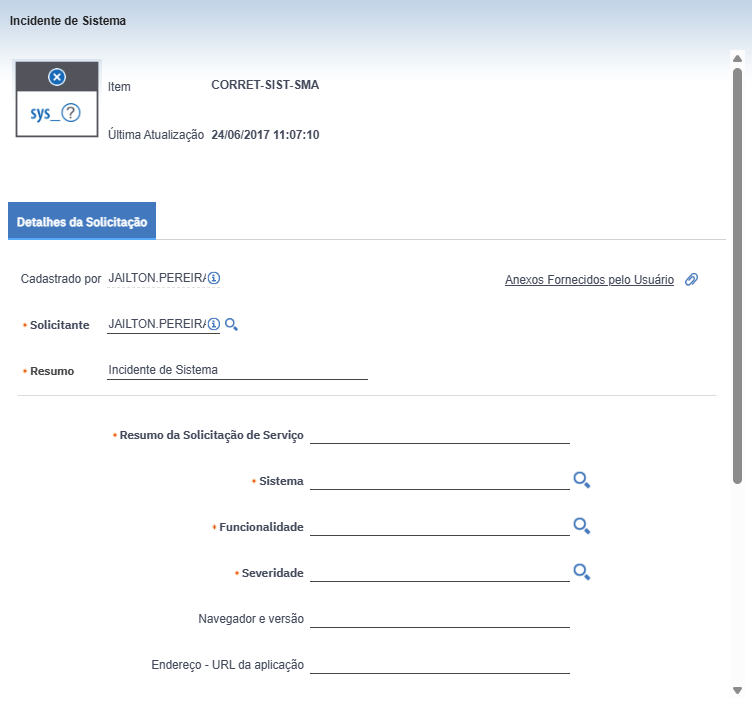 Incidente de Sistema
sys_?
Item CORRET-SIST-SMA
Última Atualização 24/06/2017 11:07:10
Detalhes da Solicitação
Cadastrado por JAILTON.PEREIRA
Anexos Fornecidos pelo Usuário
Solicitante JAILTON.PEREIRA
Resumo Incidente de Sistema
Resumo da Solicitação de Serviço
Sistema
Funcionalidade
Severidade
Navegador e versão
Endereço - URL da aplicação